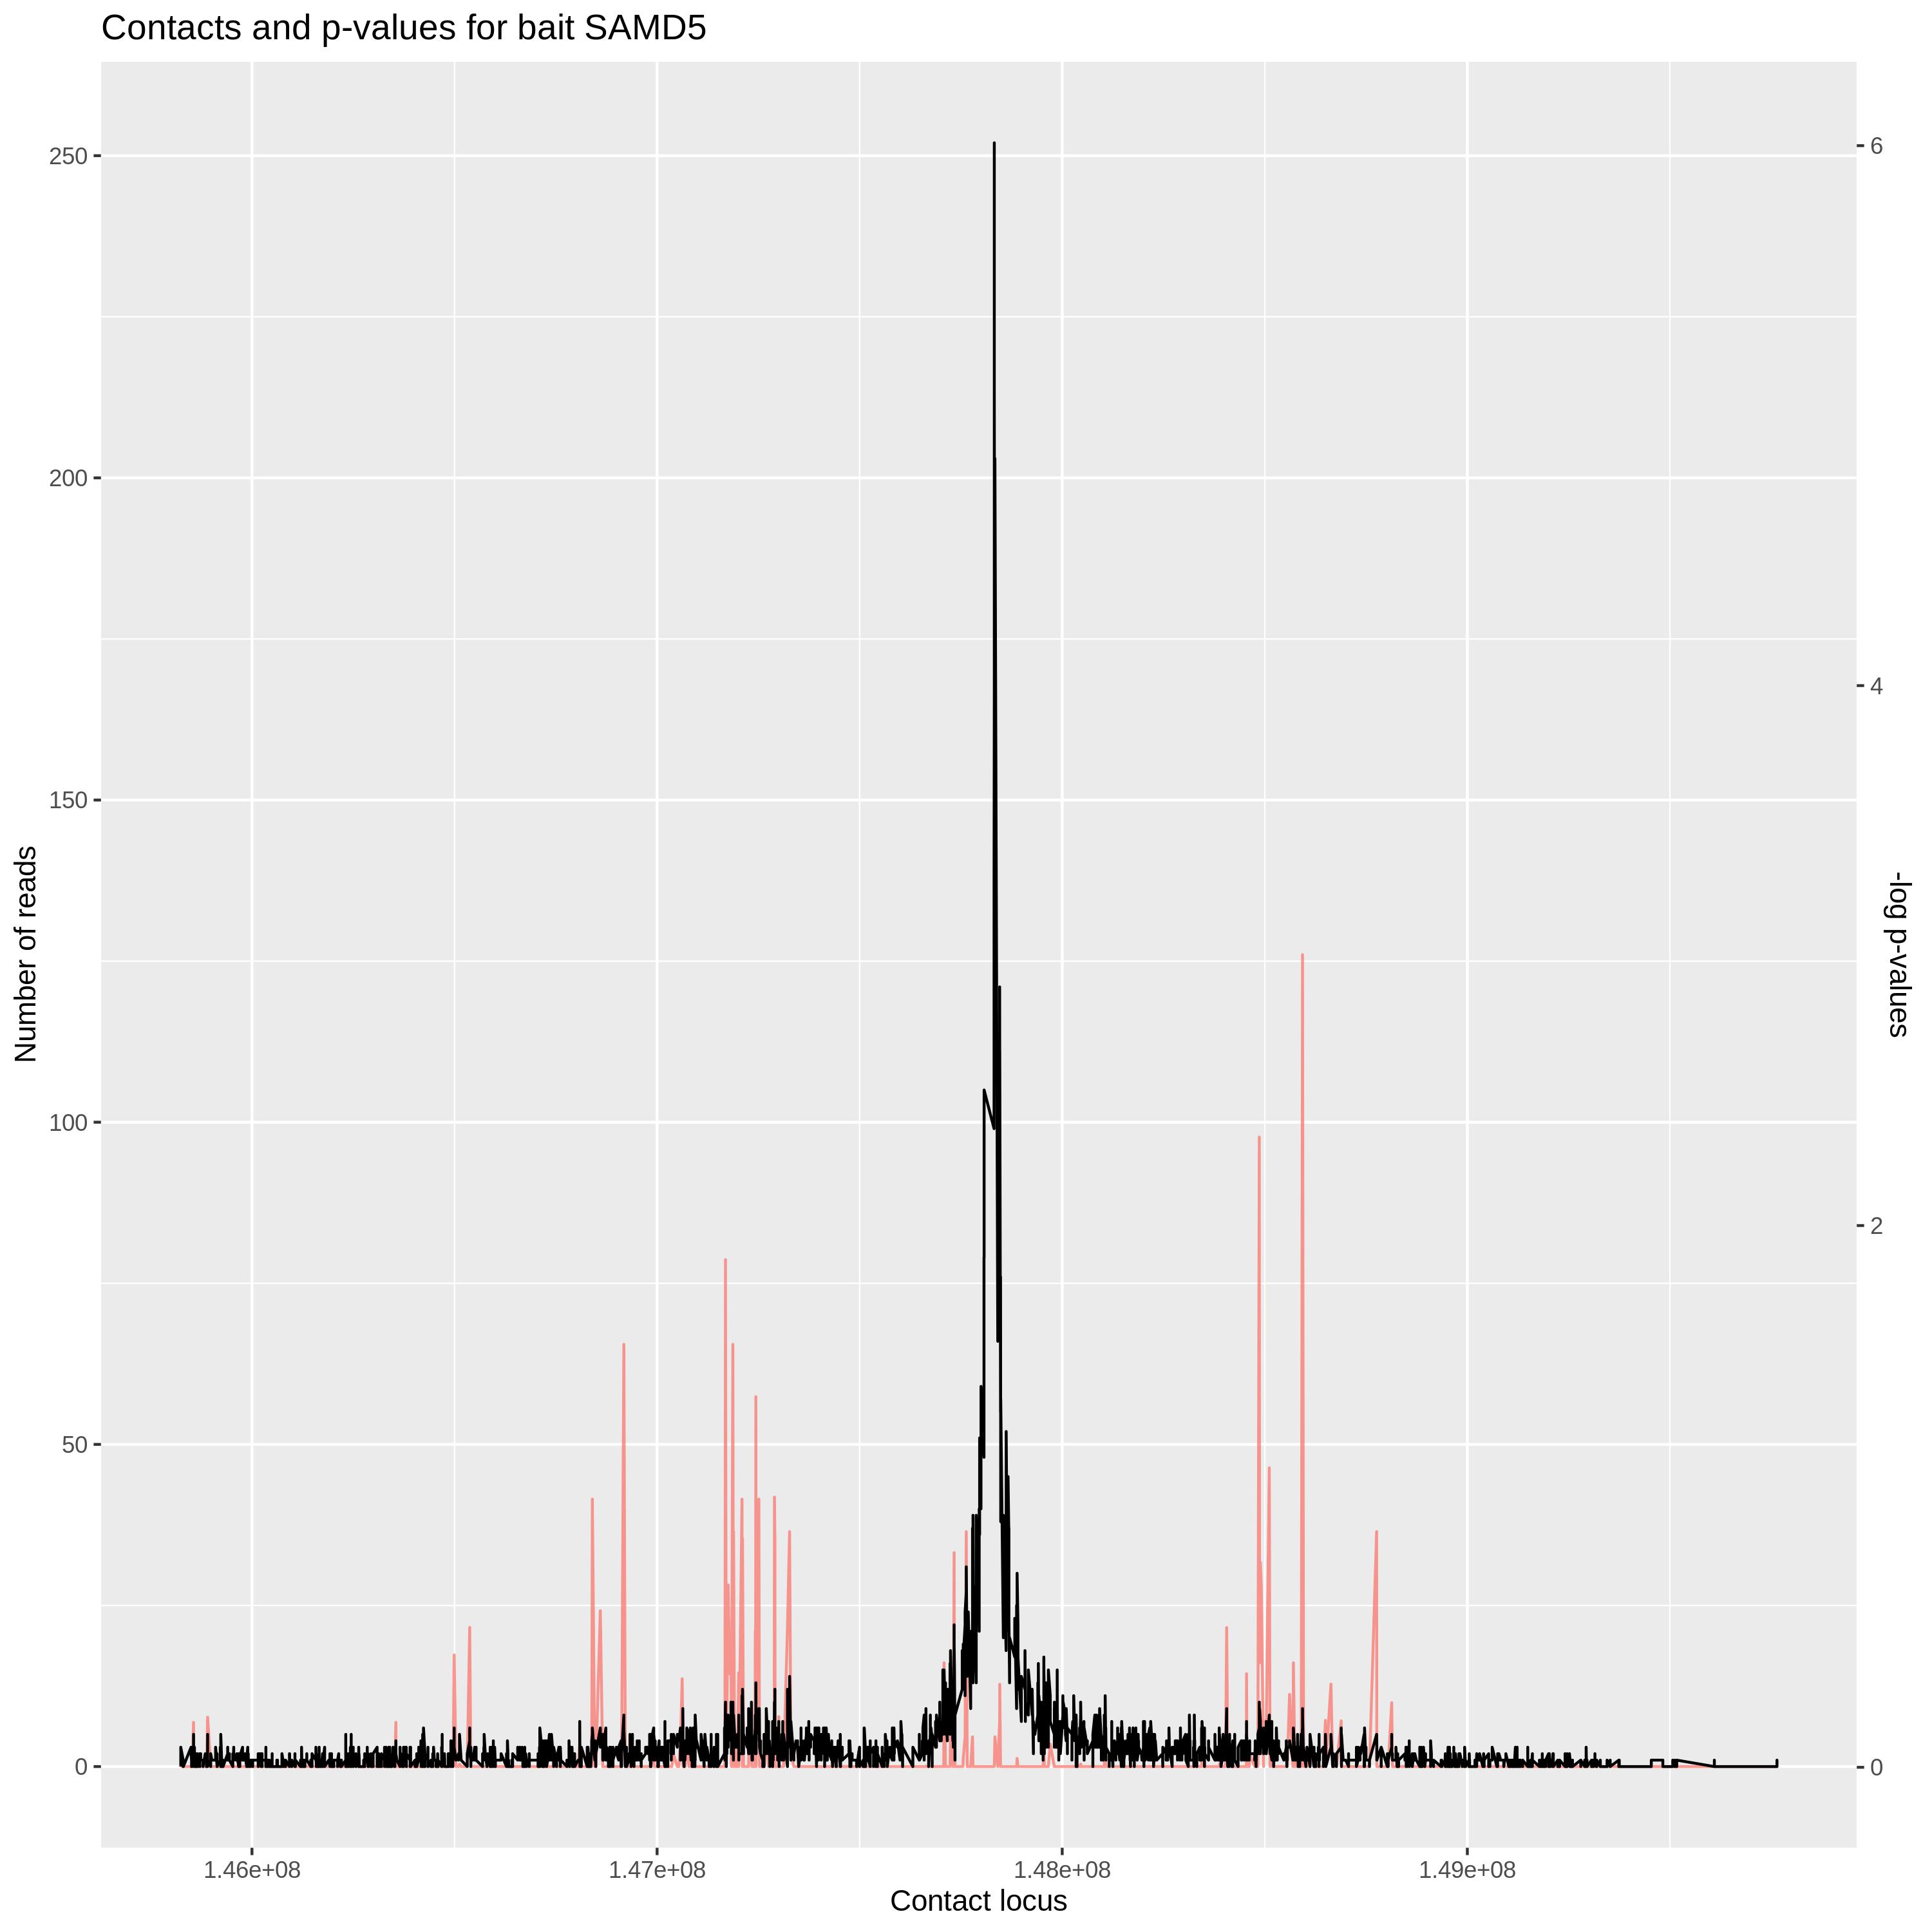 Contacts and p-values for bait SAMD5
250
200
150
100
50
0
6
4
2
0
Number of reads
-log p-values
1.46e+08
1.47e+08
1.48e+08
1.49e+08
Contact locus